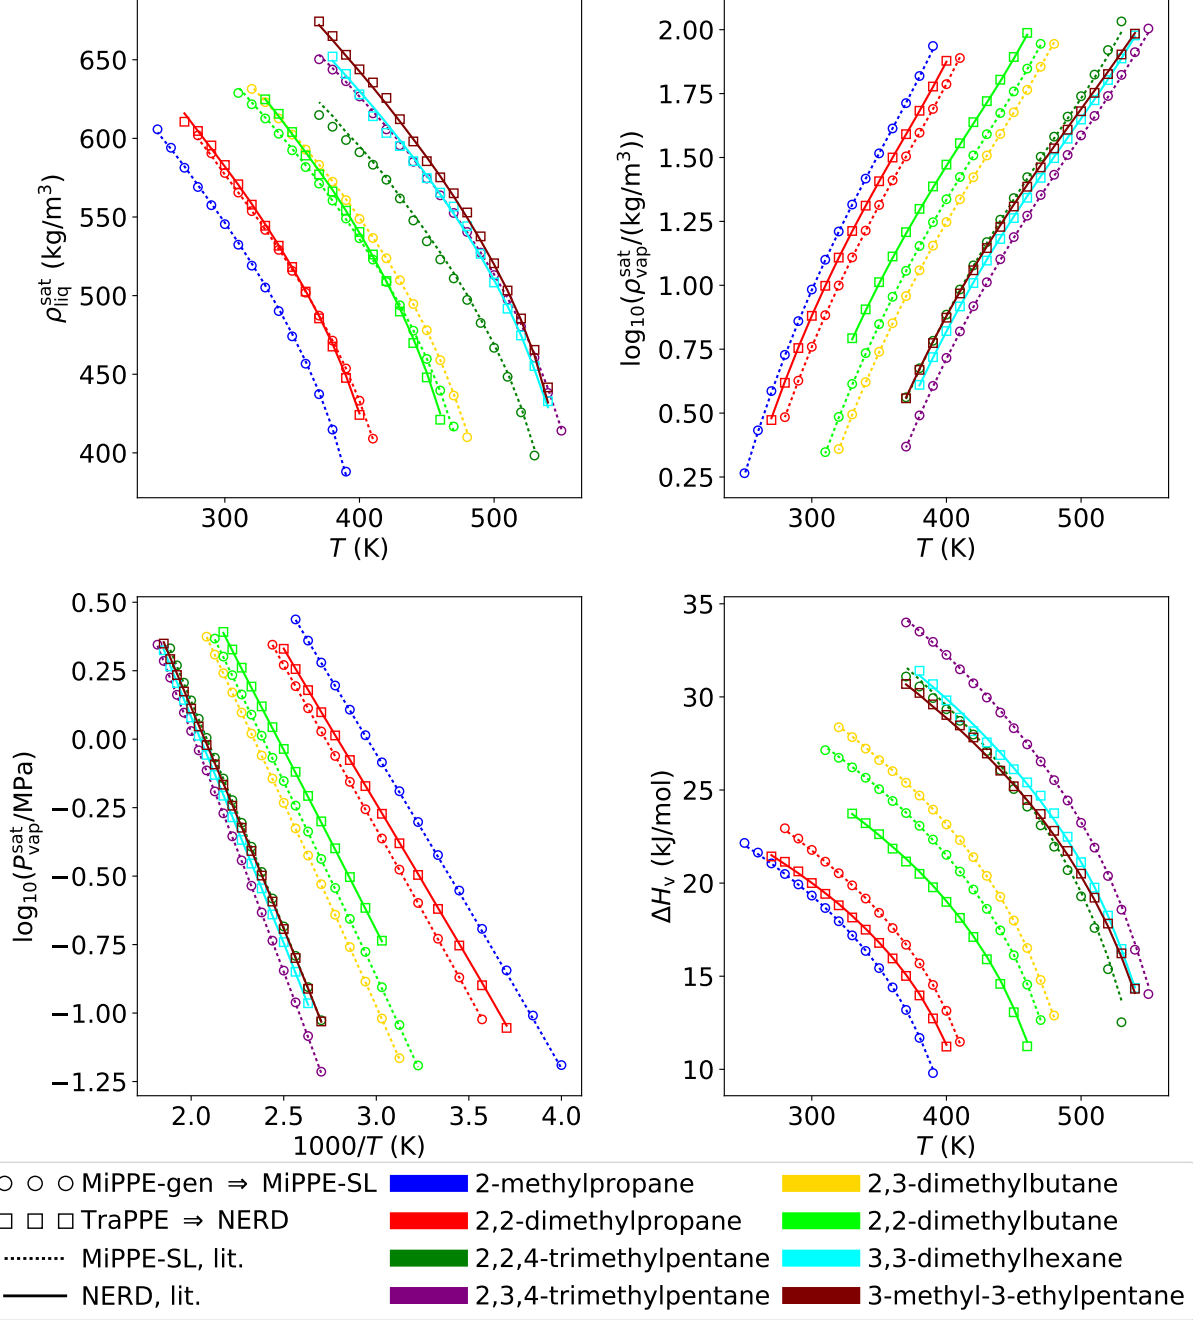 650
600
550
500
450
400
ρ_liq^sat (kg/m³)
300 400 500
T (K)
2.00
1.75
1.50
1.25
1.00
0.75
0.50
0.25
log₁₀(ρ_vap^sat/(kg/m³))
300 400 500
T (K)
0.50
0.25
0.00
−0.25
−0.50
−0.75
−1.00
−1.25
log₁₀(P_vap^sat/MPa)
2.0 2.5 3.0 3.5 4.0
1000/T (K)
35
30
25
20
15
10
ΔH_v (kJ/mol)
300 400 500
T (K)
MiPPE-gen ⇒ MiPPE-SL
TraPPE ⇒ NERD
MiPPE-SL, lit.
NERD, lit.
2-methylpropane
2,2-dimethylpropane
2,2,4-trimethylpentane
2,3,4-trimethylpentane
2,3-dimethylbutane
2,2-dimethylbutane
3,3-dimethylhexane
3-methyl-3-ethylpentane